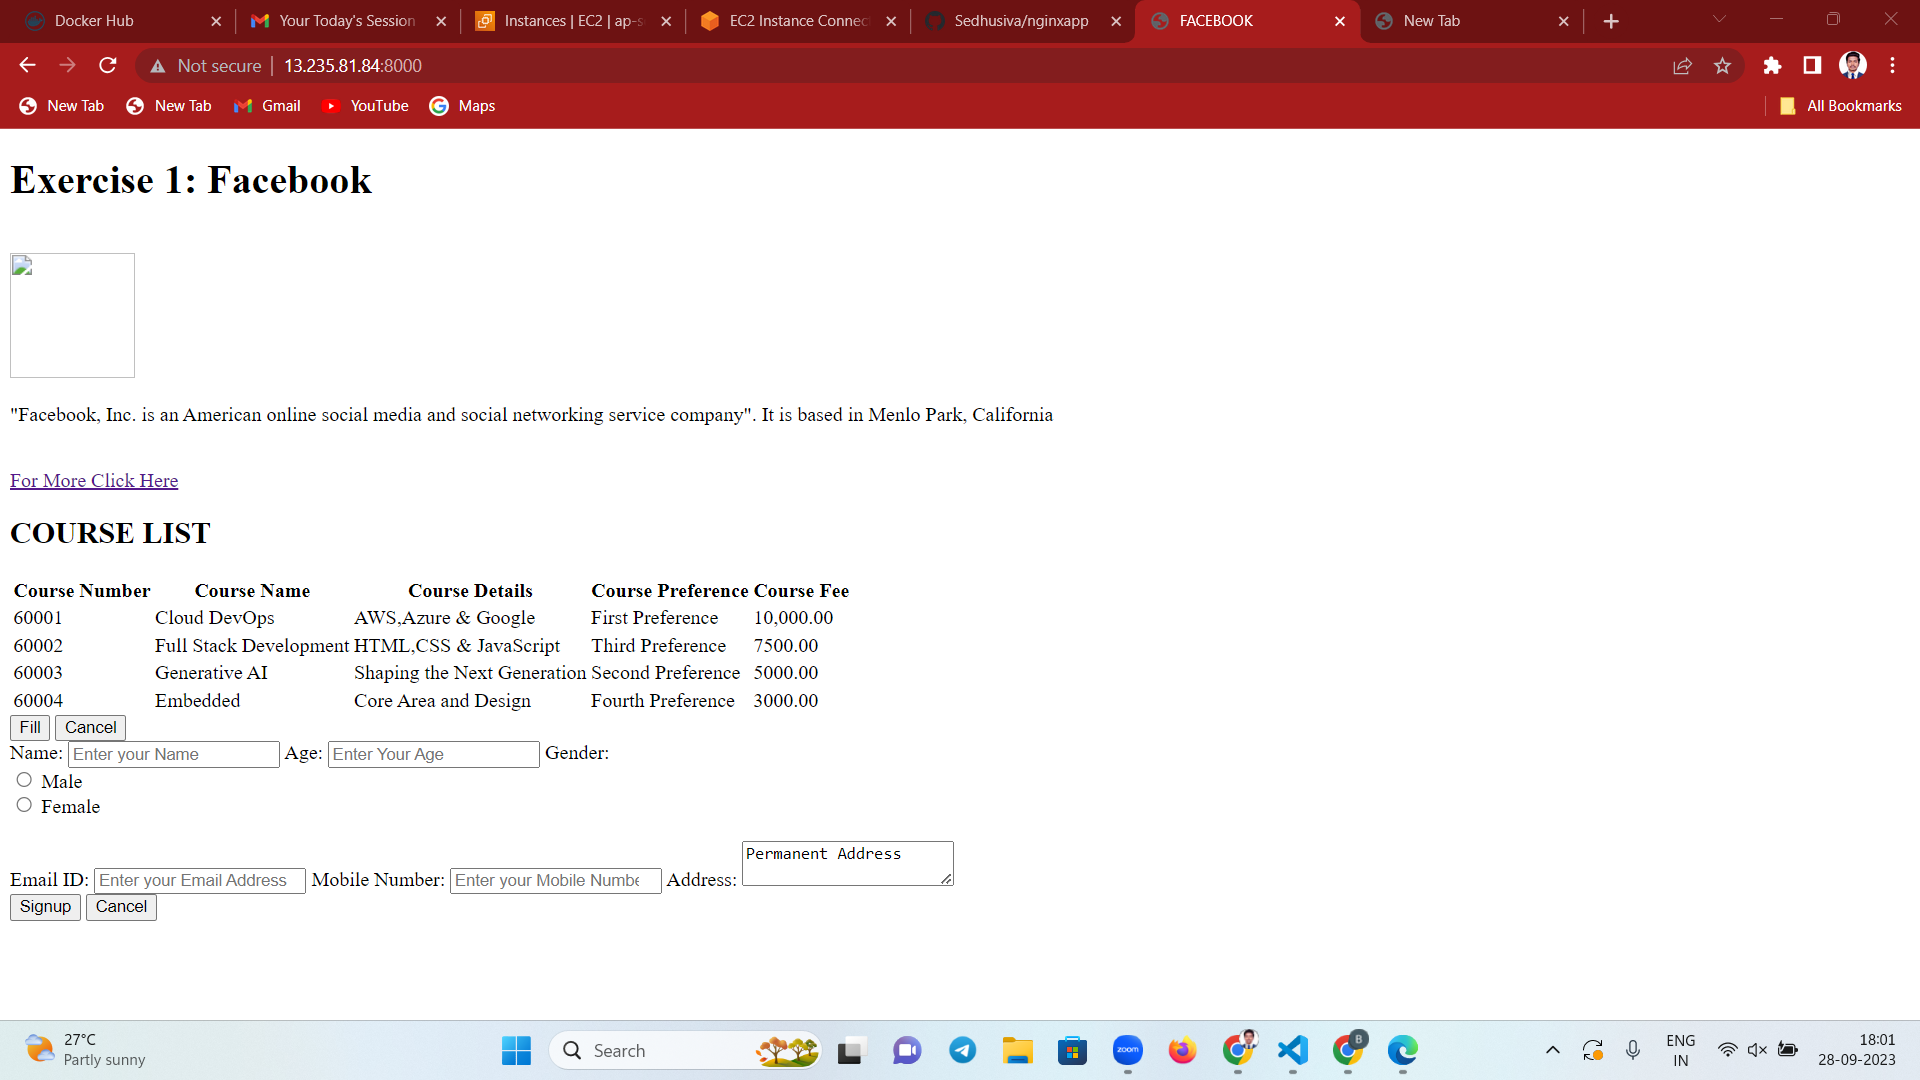 Docker Hub
Your Today's Session
Instances | EC2 | ap-s
EC2 Instance Connec
Sedhusiva/nginxapp
FACEBOOK
New Tab
Not secure
13.235.81.84:8000
New Tab
New Tab
Gmail
YouTube
Maps
All Bookmarks
Exercise 1: Facebook
"Facebook, Inc. is an American online social media and social networking service company". It is based in Menlo Park, California
For More Click Here
COURSE LIST
Course Number Course Name Course Details Course Preference Course Fee
60001 Cloud DevOps AWS,Azure & Google First Preference 10,000.00
60002 Full Stack Development HTML,CSS & JavaScript Third Preference 7500.00
60003 Generative AI Shaping the Next Generation Second Preference 5000.00
60004 Embedded Core Area and Design Fourth Preference 3000.00
Fill Cancel
Name: Enter your Name Age: Enter Your Age Gender:
Male
Female
Permanent Address
Email ID: Enter your Email Address Mobile Number: Enter your Mobile Numbe Address:
Signup Cancel
27°C
Partly sunny
Search
zoom
B
ENG
IN
18:01
28-09-2023